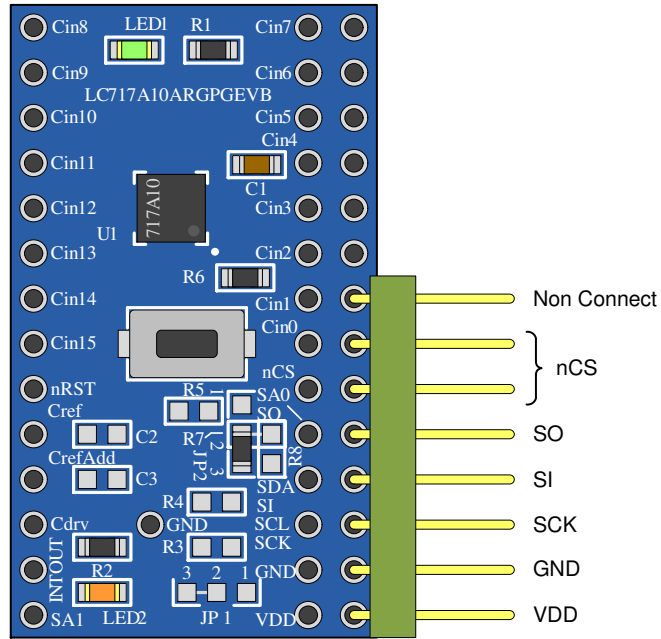 Cin8 LED1 R1 Cin7
Cin9 Cin6
LC717A10ARGPGEVB
Cin10 Cin5
Cin4
Cin11
C1
717A10
Cin12 Cin3
U1
Cin13 Cin2
R6
Cin14 Cin1 Non Connect
Cin15 Cin0
nCS
nCS
nRST R5 1 SA0
Cref SO
C2 R7 SO
2
3
JP2
R8
CrefAdd
C3 SDA SI
R4 SI
Cdrv GND SCL SCK
R3 SCK
INTOUT
R2 3 2 1 GND GND
SA1 LED2 JP 1 VDD VDD